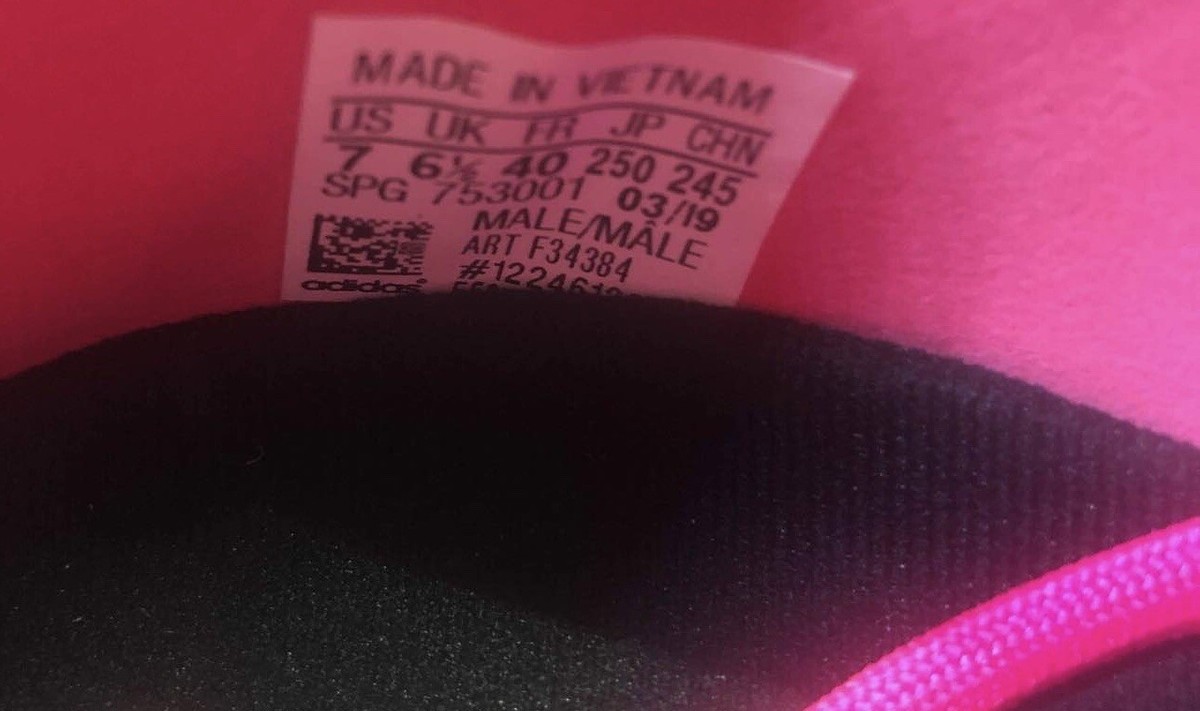 MADE IN VIETNAM
US UK FR JP CHN
7 6½ 40 250 245
SPG 753001 03/19
MALE/MÂLE
ART F34384
adidas